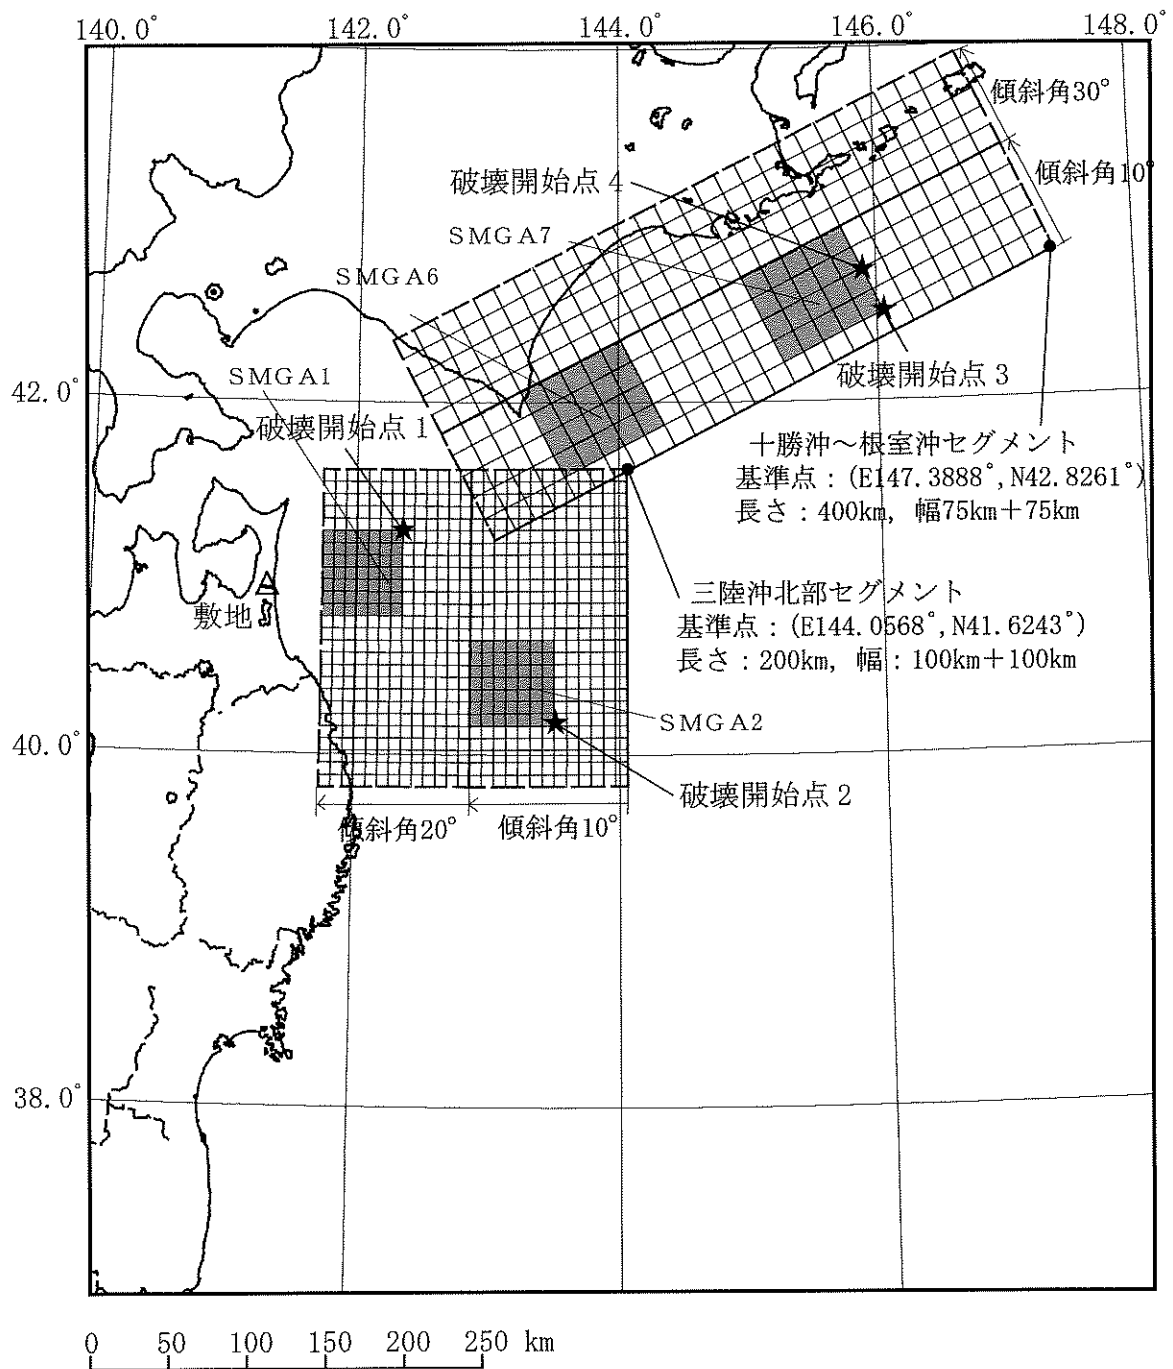 140.0°
142.0°
144.0°
146.0°
148.0°
傾斜角30°
傾斜角10°
破壊開始点4
SMGA7
SMGA6
SMGA1
42.0°
破壊開始点1
破壊開始点3
十勝沖～根室沖セグメント
基準点：(E147.3888°,N42.8261°)
長さ：400km, 幅75km＋75km
敷地
三陸沖北部セグメント
基準点：(E144.0568°,N41.6243°)
長さ：200km, 幅：100km＋100km
SMGA2
40.0°
破壊開始点2
傾斜角20°
傾斜角10°
38.0°
0 50 100 150 200 250 km